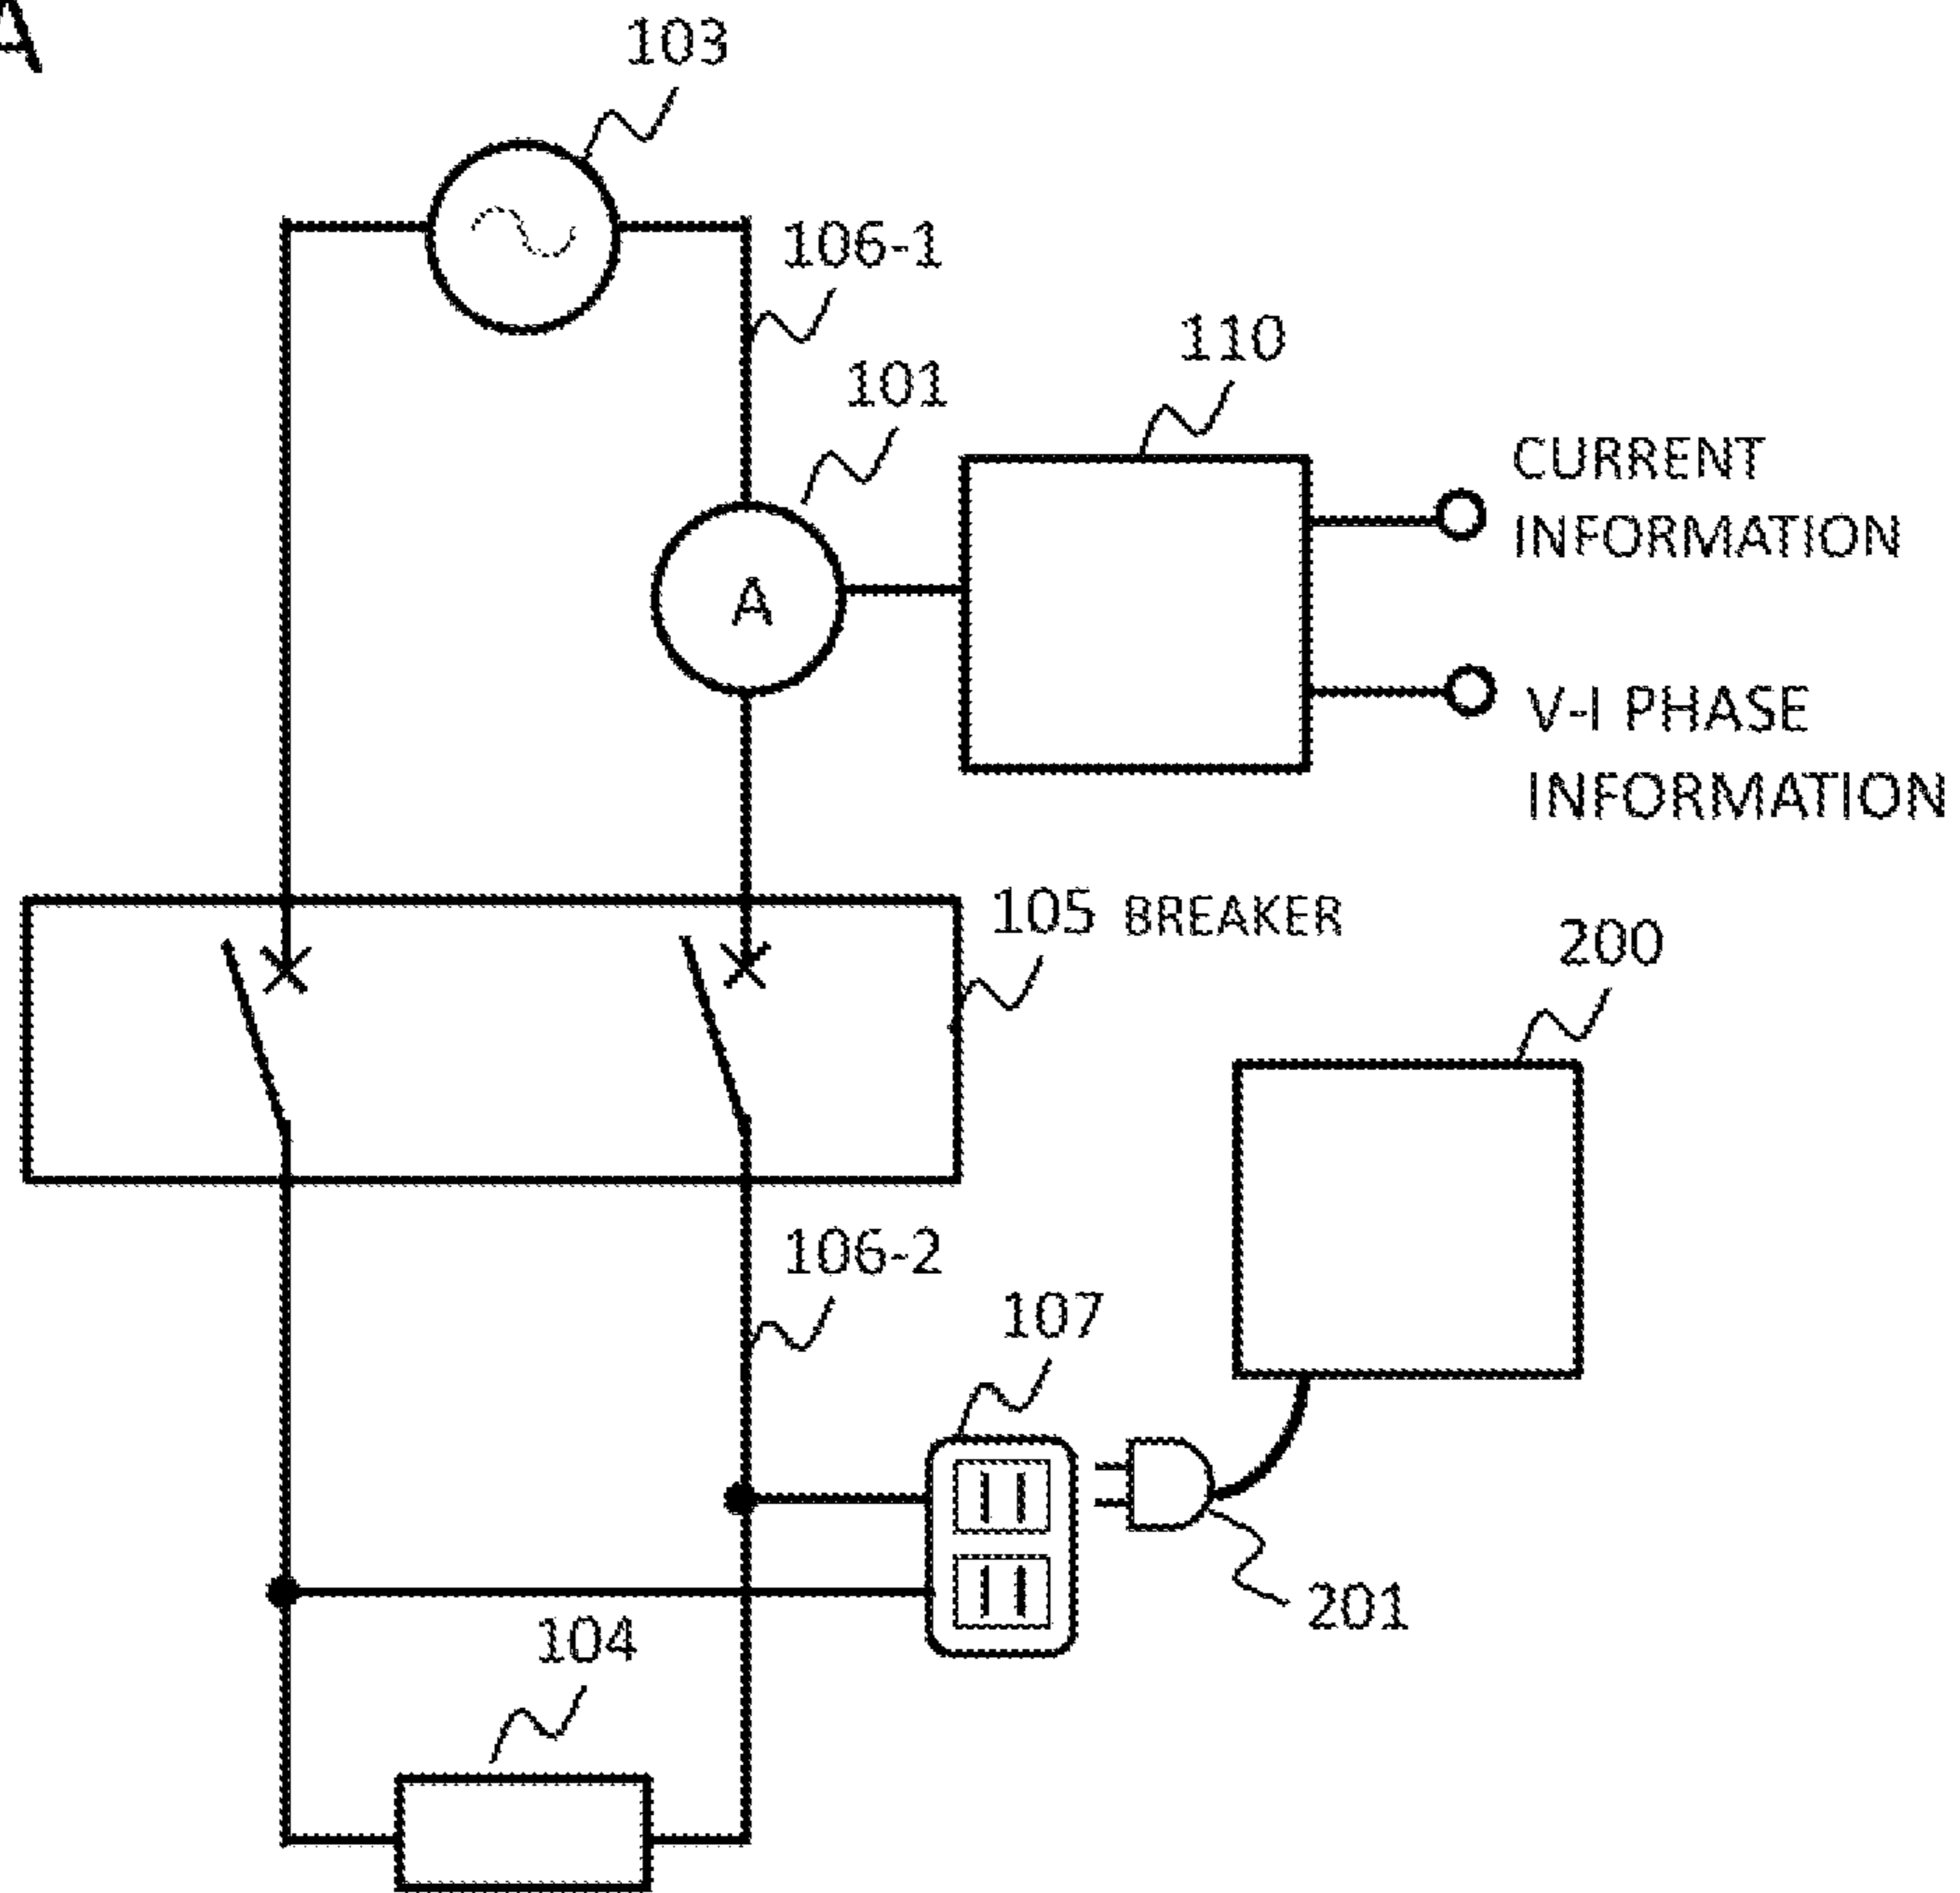 A
103
106-1
101
110
CURRENT
INFORMATION
A
V-I PHASE
INFORMATION
105 BREAKER
200
106-2
107
201
104